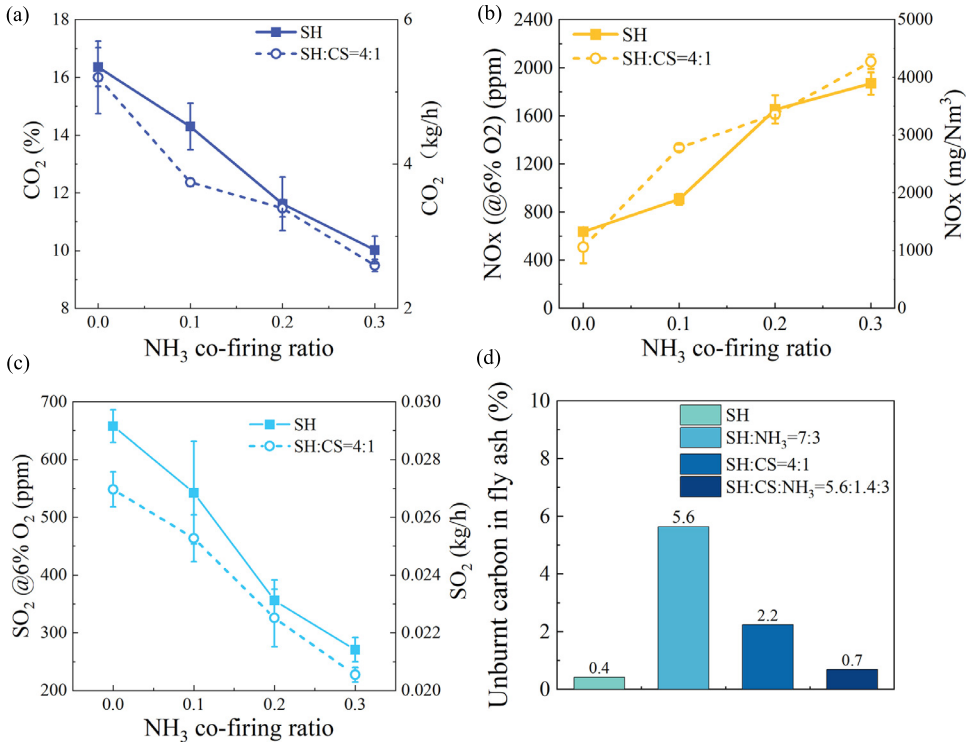 (a)
CO₂ (%)
18
16
14
12
10
8
SH
SH:CS=4:1
6
4
2
CO₂ (kg/h)
0.0 0.1 0.2 0.3
NH₃ co-firing ratio
(b)
NOx (@6% O2) (ppm)
2400
2000
1600
1200
800
400
0
SH
SH:CS=4:1
5000
4000
3000
2000
1000
0
NOx (mg/Nm³)
0.0 0.1 0.2 0.3
NH₃ co-firing ratio
(c)
SO₂ @6% O₂ (ppm)
700
600
500
400
300
200
SH
SH:CS=4:1
0.030
0.028
0.026
0.024
0.022
0.020
SO₂ (kg/h)
0.0 0.1 0.2 0.3
NH₃ co-firing ratio
(d)
Unburnt carbon in fly ash (%)
10
8
6
4
2
0
SH
SH:NH₃=7:3
SH:CS=4:1
SH:CS:NH₃=5.6:1.4:3
0.4
5.6
2.2
0.7